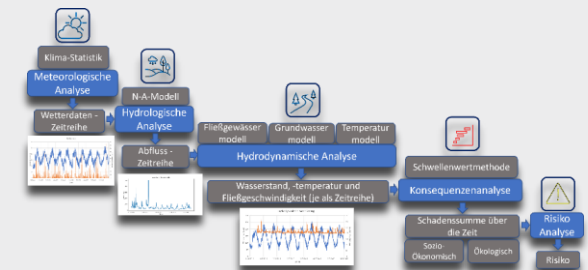 Klima-Statistik
Meteorologische
Analyse
Wetterdaten -
Zeitreihe
N-A-Modell
Hydrologische
Analyse
Abfluss -
Zeitreihe
Fließgewässer
modell
Grundwasser
modell
Temperatur
modell
Hydrodynamische Analyse
Wasserstand, -temperatur und
Fließgeschwindigkeit (je als Zeitreihe)
Schwellenwertmethode
Konsequenzenanalyse
Schadenssumme über
die Zeit
Sozio-
Ökonomisch
Ökologisch
Risiko
Analyse
Risiko